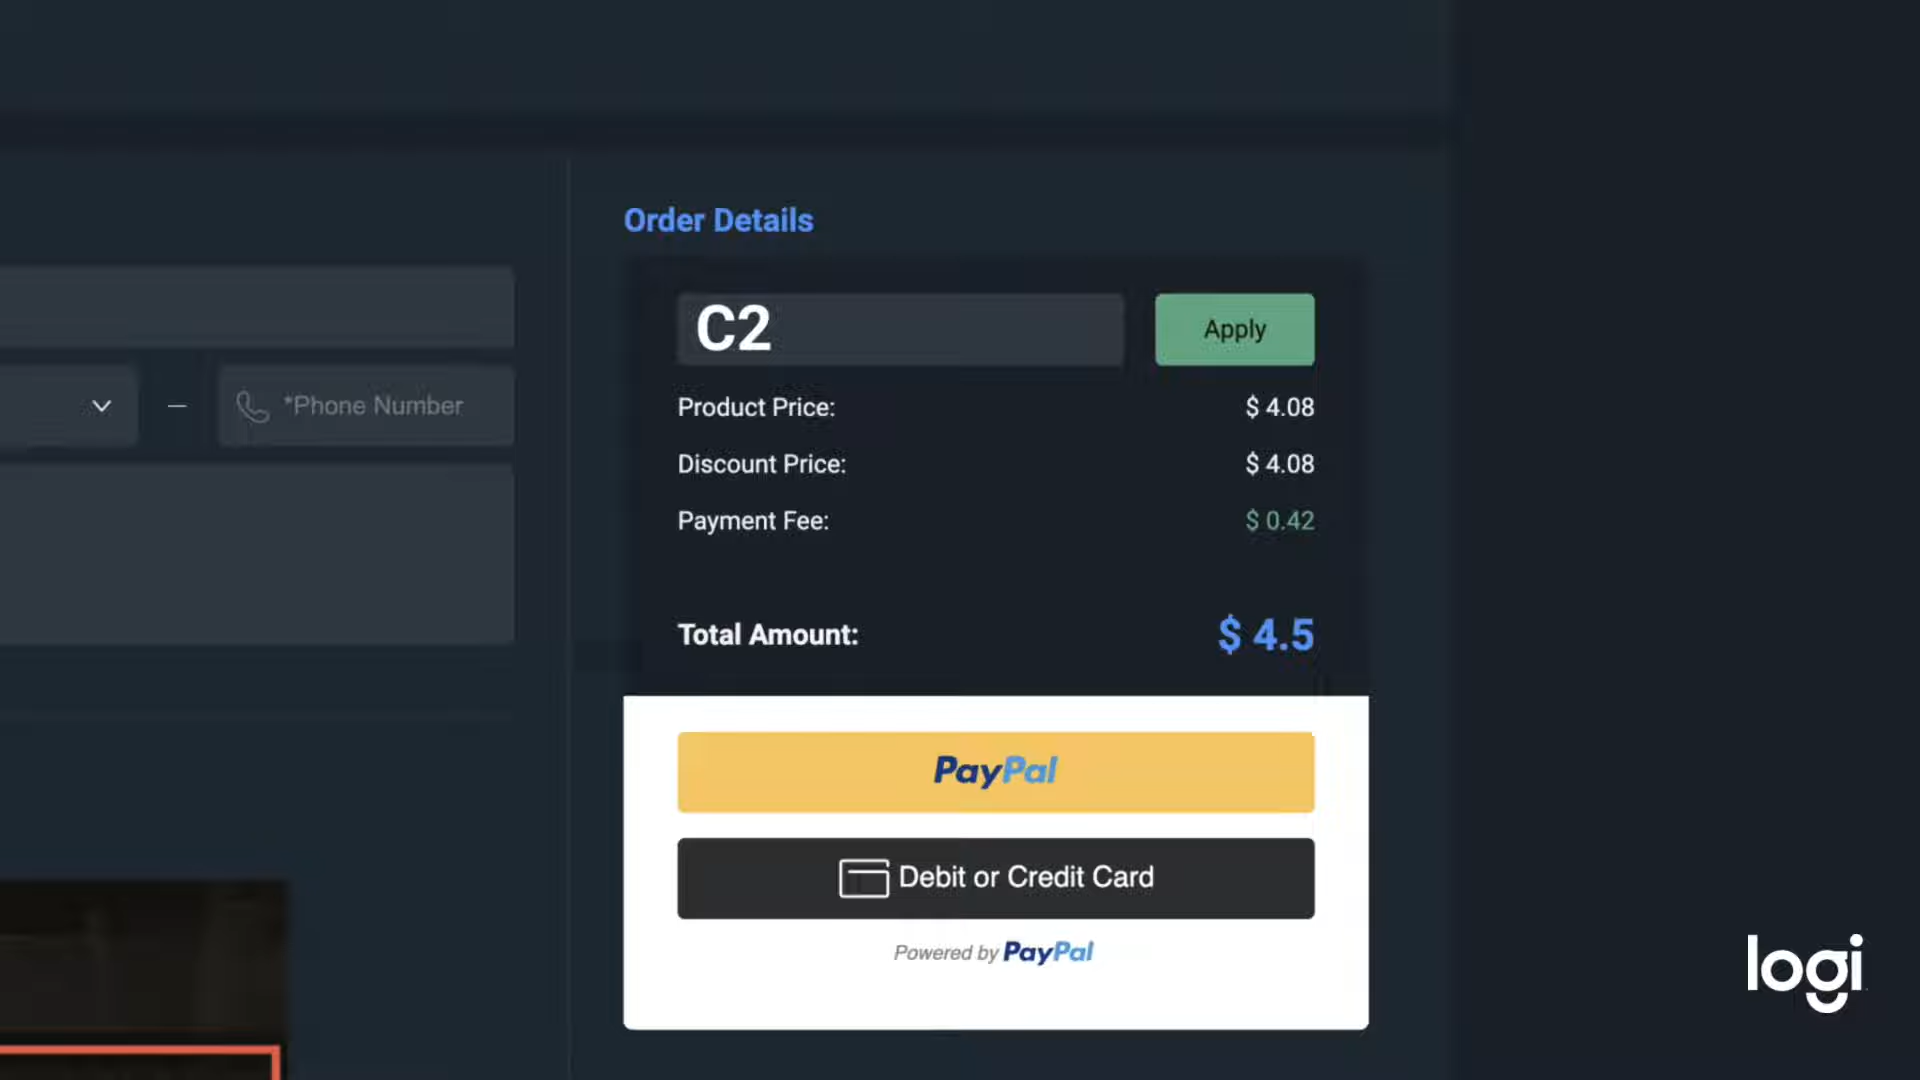 Order Details
C2
Apply
Product Price:
$ 4.08
Discount Price:
$ 4.08
Payment Fee:
$ 0.42
*Phone Number
Total Amount:
$ 4.5
PayPal
Debit or Credit Card
Powered by PayPal
logi